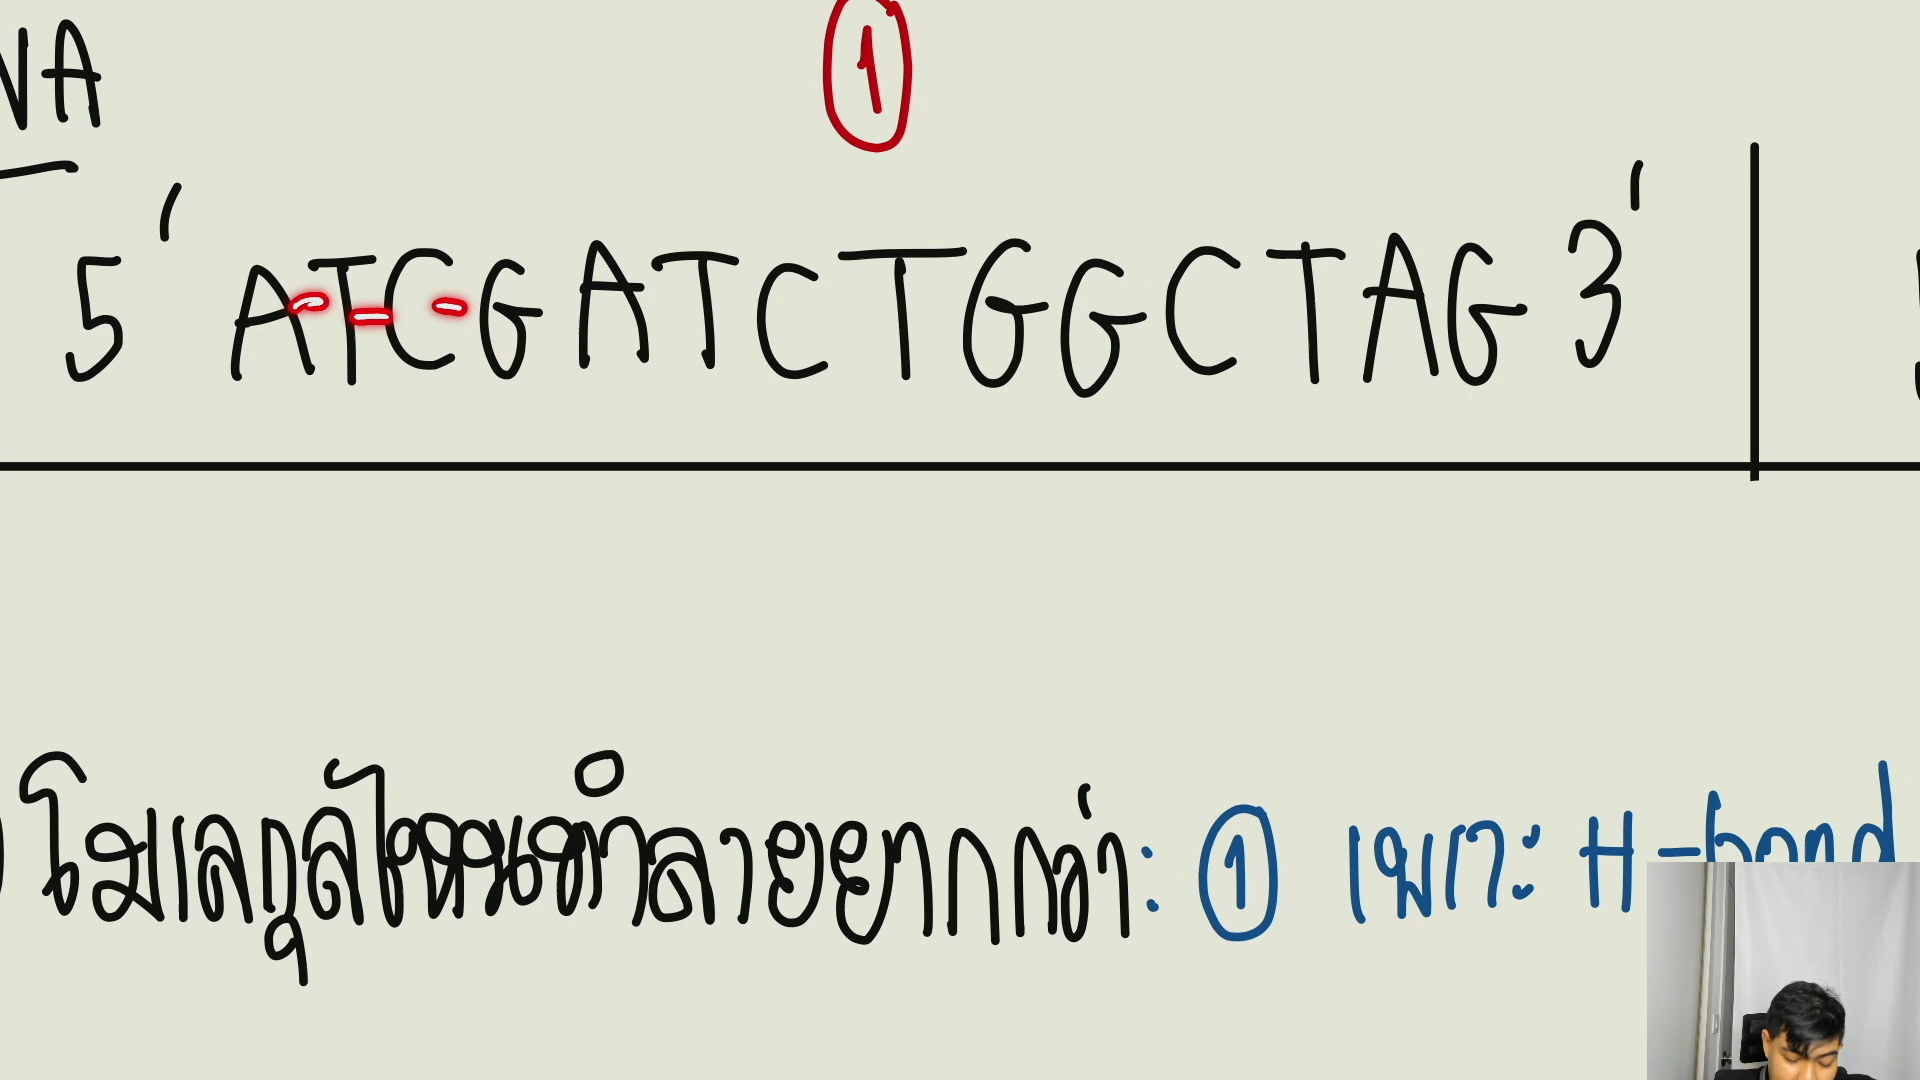 NA
①
5' ATCGATCTGGCTAG 3'
โมเลกุลไหนทำลายยากกว่า: ① เพราะ H-bond